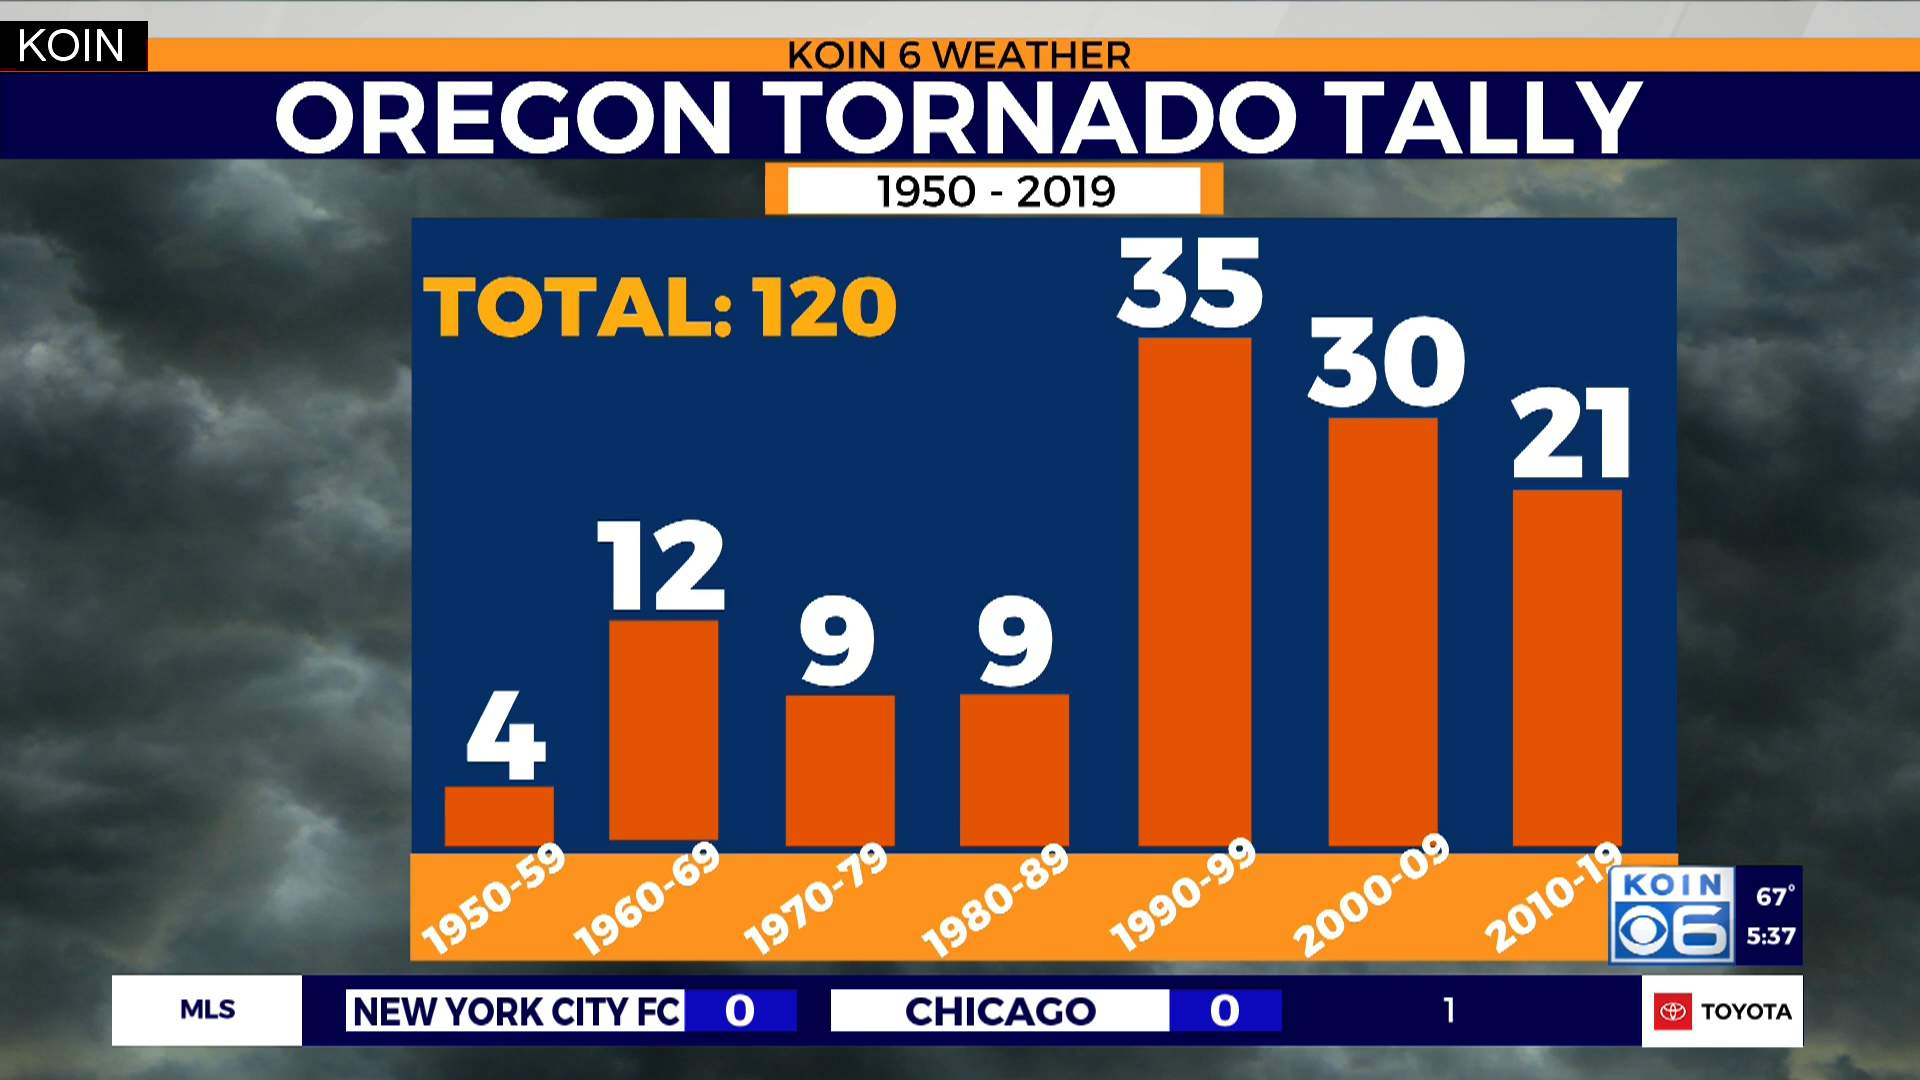 KOIN
KOIN 6 WEATHER
OREGON TORNADO TALLY
1950 - 2019
TOTAL: 120
4
12
9
9
35
30
21
1950-59
1960-69
1970-79
1980-89
1990-99
2000-09
2010-19
KOIN
6
67°
5:37
MLS NEW YORK CITY FC 0 CHICAGO 0 1 TOYOTA